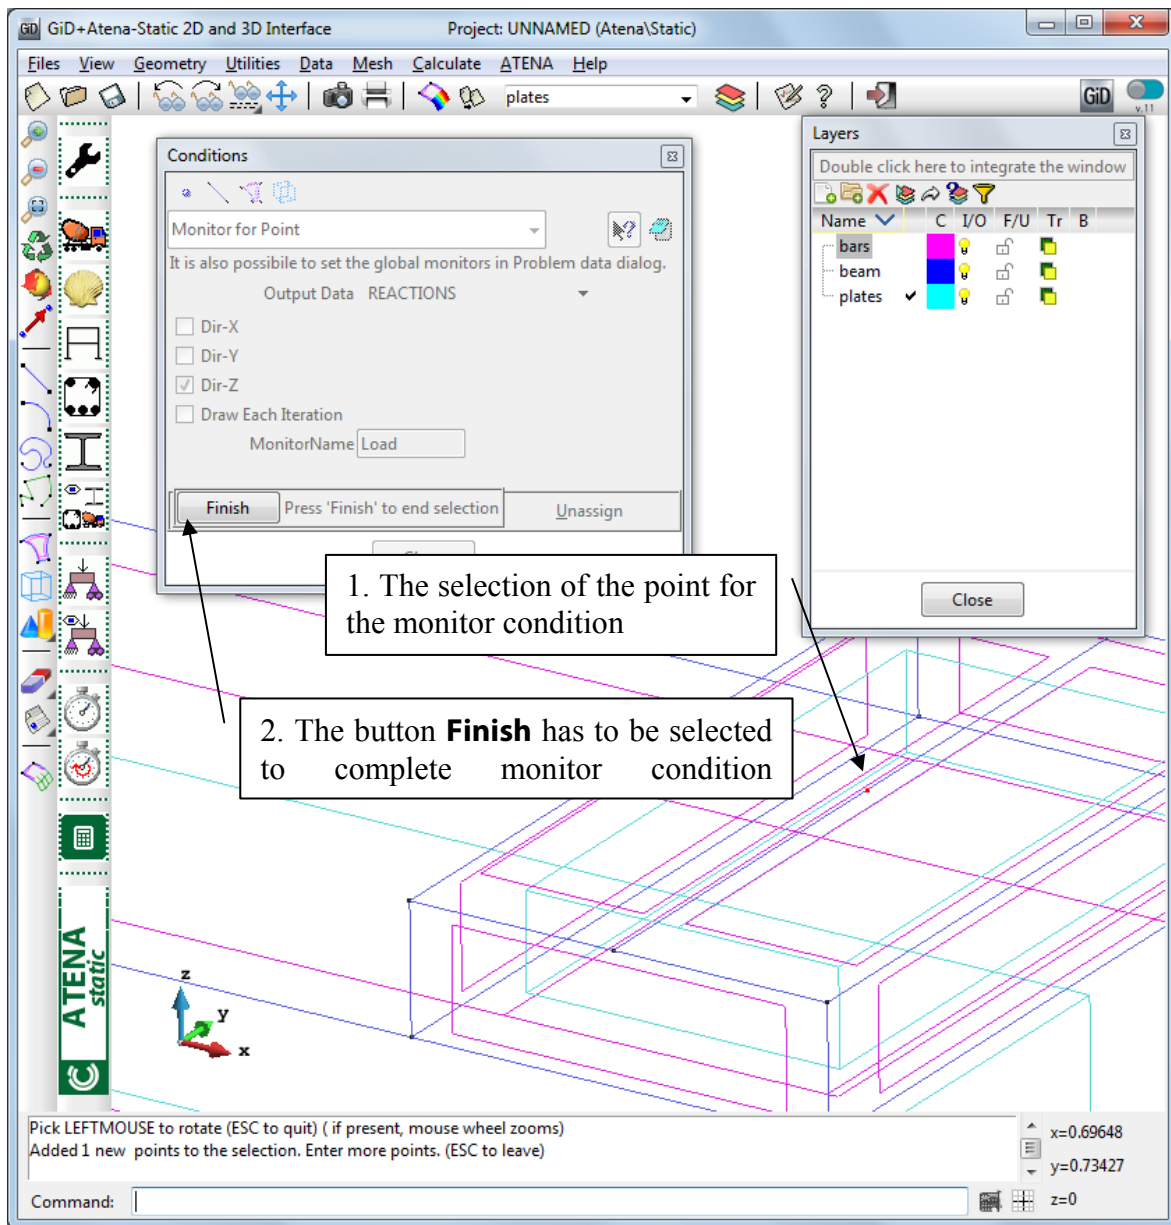 GiD GiD+Atena-Static 2D and 3D Interface Project: UNNAMED (Atena\Static)
Files View Geometry Utilities Data Mesh Calculate ATENA Help
plates
GiD
v.11
Conditions
Monitor for Point
It is also possibile to set the global monitors in Problem data dialog.
Output Data REACTIONS
Dir-X
Dir-Y
Dir-Z
Draw Each Iteration
MonitorName Load
Finish Press 'Finish' to end selection Unassign
Layers
Double click here to integrate the window
Name C I/O F/U Tr B
bars
beam
plates
Close
1. The selection of the point for
the monitor condition
2. The button Finish has to be selected
to complete monitor condition
ATENA
static
z
y
x
Pick LEFTMOUSE to rotate (ESC to quit) ( if present, mouse wheel zooms)
Added 1 new points to the selection. Enter more points. (ESC to leave)
Command:
x=0.69648
y=0.73427
z=0